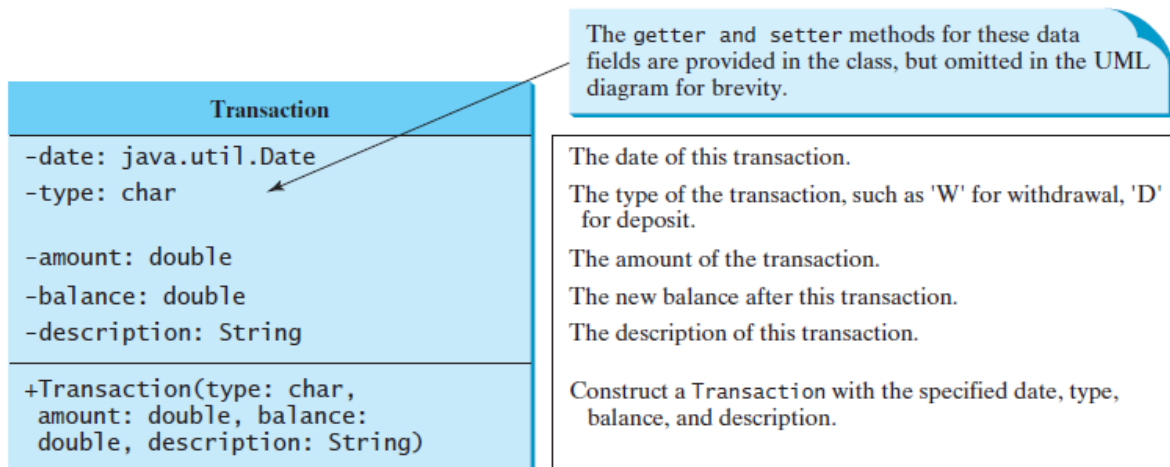 The getter and setter methods for these data
fields are provided in the class, but omitted in the UML
diagram for brevity.
Transaction
-date: java.util.Date
The date of this transaction.
-type: char
The type of the transaction, such as 'W' for withdrawal, 'D'
for deposit.
-amount: double
The amount of the transaction.
-balance: double
The new balance after this transaction.
-description: String
The description of this transaction.
+Transaction(type: char,
amount: double, balance:
double, description: String)
Construct a Transaction with the specified date, type,
balance, and description.